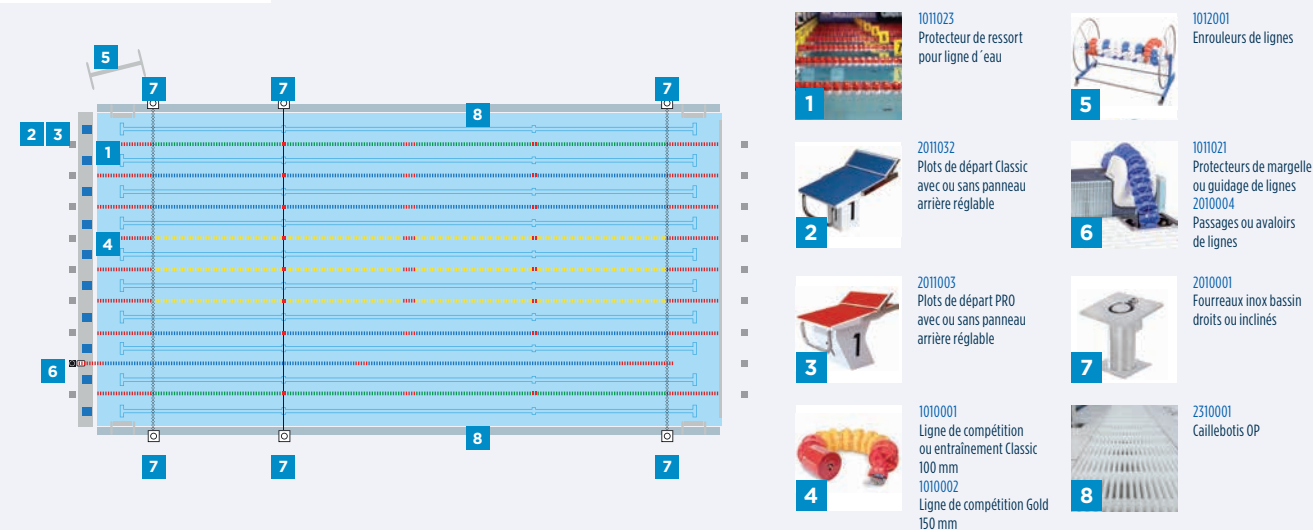 5
7
7
7
8
2
3
1
4
6
8
7
7
7
1011023
Protecteur de ressort
pour ligne d´eau
1
2011032
Plots de départ Classic
avec ou sans panneau
arrière réglable
1
2
2011003
Plots de départ PRO
avec ou sans panneau
arrière réglable
1
3
1010001
Ligne de compétition
ou entraînement Classic
100 mm
1010002
Ligne de compétition Gold
150 mm
4
1012001
Enrouleurs de lignes
5
1011021
Protecteurs de margelle
ou guidage de lignes
2010004
Passages ou avaloirs
de lignes
6
2010001
Fourreaux inox bassin
droits ou inclinés
7
2310001
Caillebotis OP
8